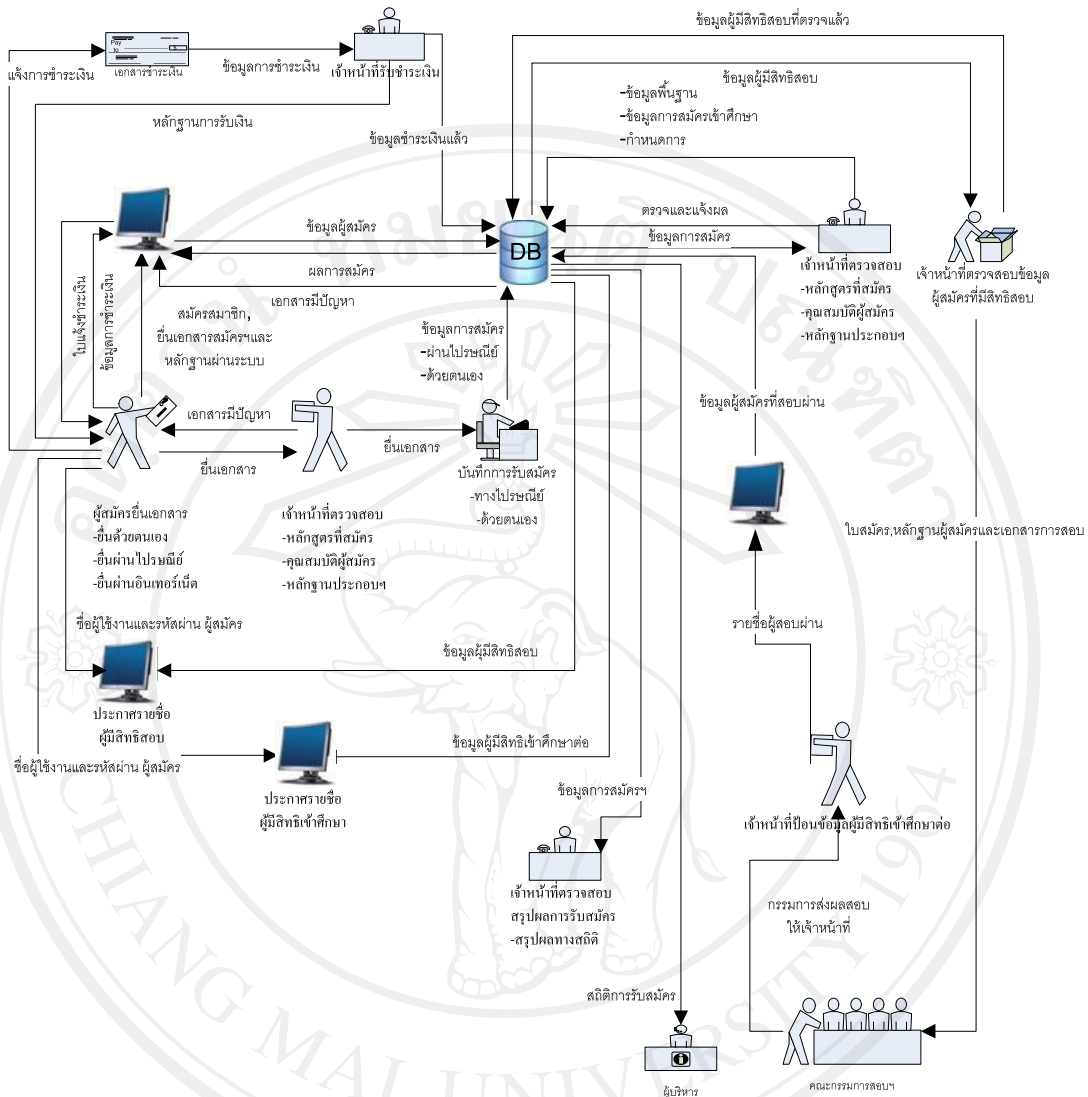 ข้อมูลผู้มีสิทธิสอบที่ตรวจแล้ว
Pay
to
$
แจ้งการชำระเงิน
เอกสารชำระเงิน
ข้อมูลการชำระเงิน
เจ้าหน้าที่รับชำระเงิน
ข้อมูลผู้มีสิทธิสอบ
-ข้อมูลพื้นฐาน
-ข้อมูลการสมัครเข้าศึกษา
-กำหนดการ
หลักฐานการรับเงิน
ข้อมูลชำระเงินแล้ว
ข้อมูลผู้สมัคร
DB
ตรวจและแจ้งผล
ข้อมูลการสมัคร
ผลการสมัคร
เอกสารมีปัญหา
เจ้าหน้าที่ตรวจสอบ
-หลักสูตรที่สมัคร
-คุณสมบัติผู้สมัคร
-หลักฐานประกอบฯ
เจ้าหน้าที่ตรวจสอบข้อมูล
ผู้สมัครที่มีสิทธิสอบ
ใบแจ้งชำระเงิน
ข้อมูลการชำระเงิน
สมัครสมาชิก,
ยื่นเอกสารสมัครฯและ
หลักฐานผ่านระบบ
ข้อมูลการสมัคร
-ผ่านไปรษณีย์
-ด้วยตนเอง
ข้อมูลผู้สมัครที่สอบผ่าน
เอกสารมีปัญหา
ยื่นเอกสาร
ยื่นเอกสาร
บันทึกการรับสมัคร
-ทางไปรษณีย์
-ด้วยตนเอง
ผู้สมัครยื่นเอกสาร
-ยื่นด้วยตนเอง
-ยื่นผ่านไปรษณีย์
-ยื่นผ่านอินเทอร์เน็ต
เจ้าหน้าที่ตรวจสอบ
-หลักสูตรที่สมัคร
-คุณสมบัติผู้สมัคร
-หลักฐานประกอบฯ
ใบสมัคร,หลักฐานผู้สมัครและเอกสารการสอบ
ชื่อผู้ใช้งานและรหัสผ่าน ผู้สมัคร
รายชื่อผู้สอบผ่าน
ข้อมูลผู้มีสิทธิสอบ
ประกาศรายชื่อ
ผู้มีสิทธิสอบ
ข้อมูลผู้มีสิทธิเข้าศึกษาต่อ
ชื่อผู้ใช้งานและรหัสผ่าน ผู้สมัคร
ประกาศรายชื่อ
ผู้มีสิทธิเข้าศึกษา
ข้อมูลการสมัครฯ
เจ้าหน้าที่ป้อนข้อมูลผู้มีสิทธิเข้าศึกษาต่อ
เจ้าหน้าที่ตรวจสอบ
สรุปผลการรับสมัคร
-สรุปผลทางสถิติ
กรรมการส่งผลสอบ
ให้เจ้าหน้าที่
สถิติการรับสมัคร
ผู้บริหาร
คณะกรรมการสอบฯ
CHIANG MAI UNIVERSITY 1964